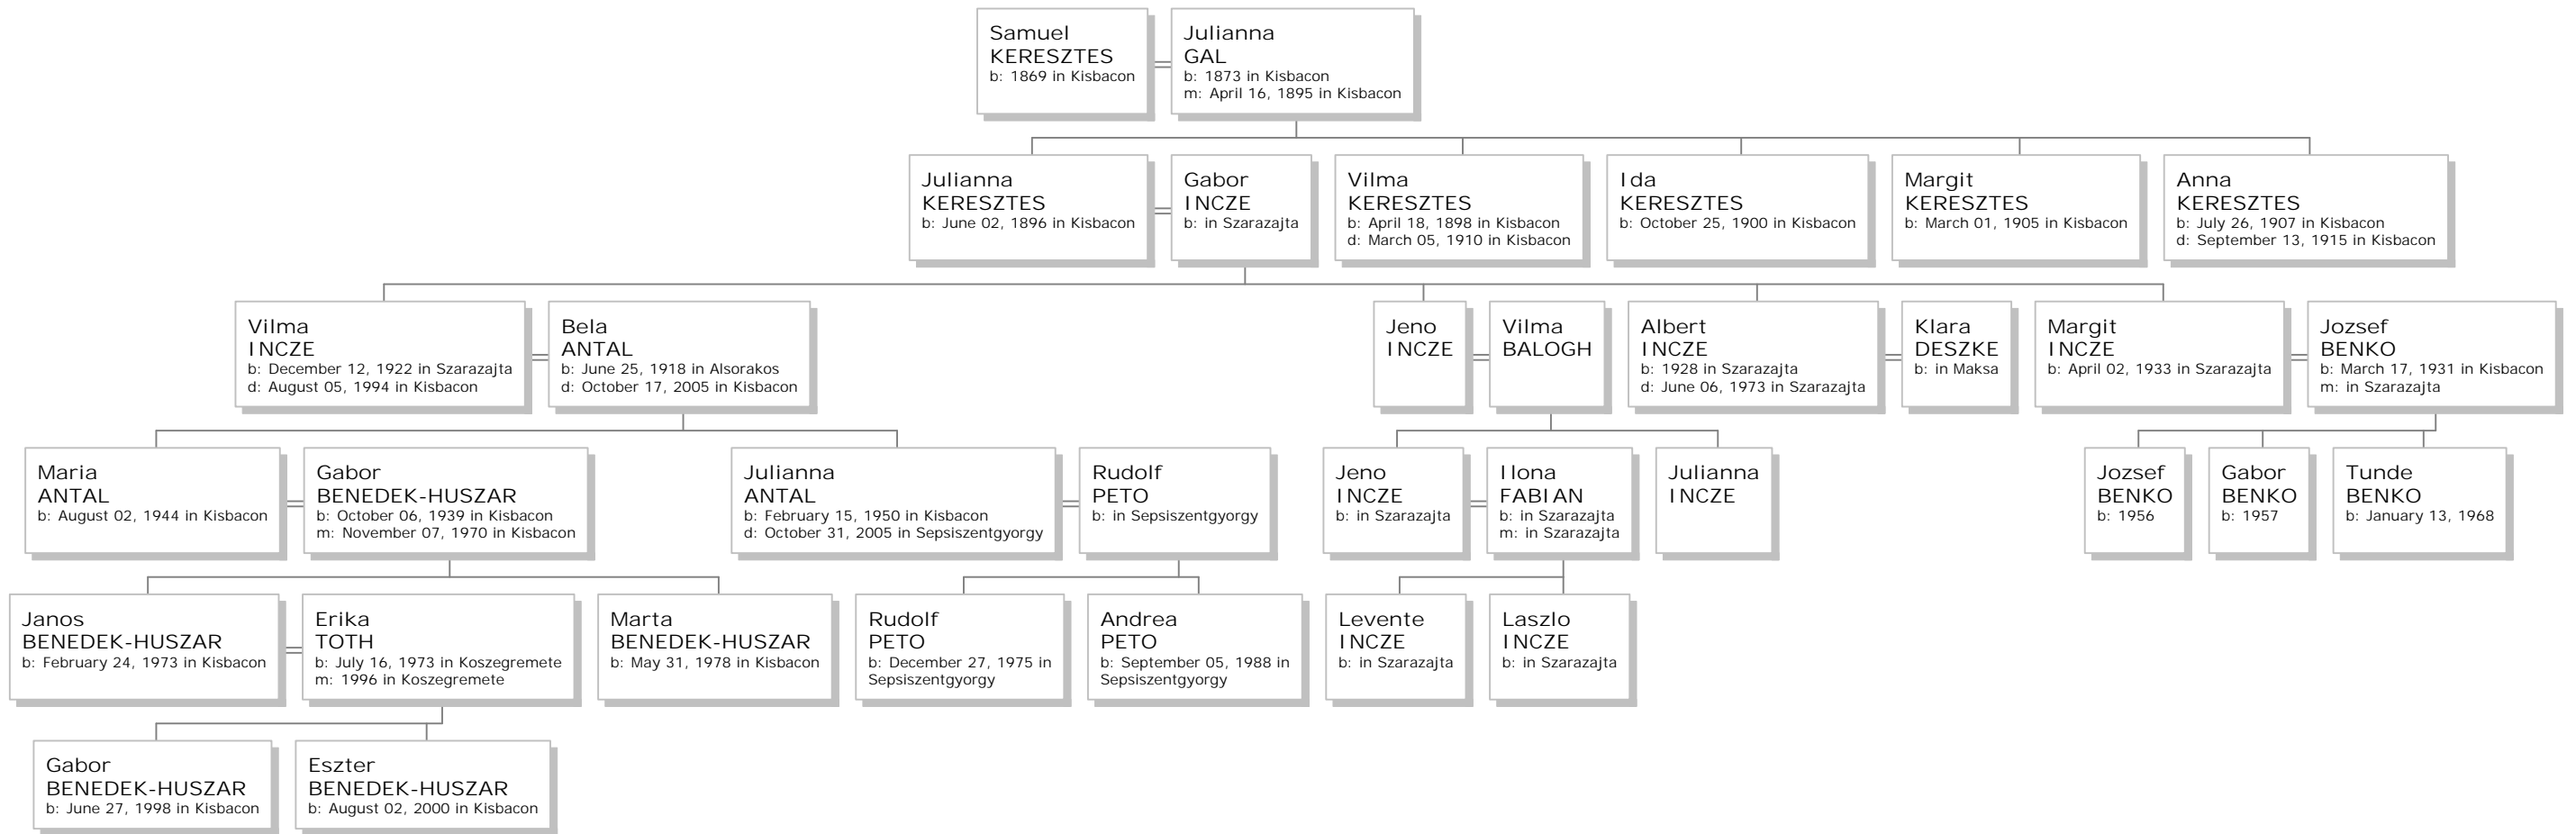 Samuel
KERESZTES
b: 1869 in Kisbacon
Julianna
GAL
b: 1873 in Kisbacon
m: April 16, 1895 in Kisbacon
Julianna
KERESZTES
b: June 02, 1896 in Kisbacon
Gabor
INCZE
b: in Szarazajta
Vilma
KERESZTES
b: April 18, 1898 in Kisbacon
d: March 05, 1910 in Kisbacon
Ida
KERESZTES
b: October 25, 1900 in Kisbacon
Margit
KERESZTES
b: March 01, 1905 in Kisbacon
Anna
KERESZTES
b: July 26, 1907 in Kisbacon
d: September 13, 1915 in Kisbacon
Vilma
INCZE
b: December 12, 1922 in Szarazajta
d: August 05, 1994 in Kisbacon
Bela
ANTAL
b: June 25, 1918 in Alsorakos
d: October 17, 2005 in Kisbacon
Jeno
INCZE
Vilma
BALOGH
Albert
INCZE
b: 1928 in Szarazajta
d: June 06, 1973 in Szarazajta
Klara
DESZKE
b: in Maksa
Margit
INCZE
b: April 02, 1933 in Szarazajta
Jozsef
BENKO
b: March 17, 1931 in Kisbacon
m: in Szarazajta
Maria
ANTAL
b: August 02, 1944 in Kisbacon
Gabor
BENEDEK-HUSZAR
b: October 06, 1939 in Kisbacon
m: November 07, 1970 in Kisbacon
Julianna
ANTAL
b: February 15, 1950 in Kisbacon
d: October 31, 2005 in Sepsiszentgyorgy
Rudolf
PETO
b: in Sepsiszentgyorgy
Jeno
INCZE
b: in Szarazajta
Ilona
FABIAN
b: in Szarazajta
m: in Szarazajta
Julianna
INCZE
Jozsef
BENKO
b: 1956
Gabor
BENKO
b: 1957
Tunde
BENKO
b: January 13, 1968
Janos
BENEDEK-HUSZAR
b: February 24, 1973 in Kisbacon
Erika
TOTH
b: July 16, 1973 in Koszegremete
m: 1996 in Koszegremete
Marta
BENEDEK-HUSZAR
b: May 31, 1978 in Kisbacon
Rudolf
PETO
b: December 27, 1975 in
Sepsiszentgyorgy
Andrea
PETO
b: September 05, 1988 in
Sepsiszentgyorgy
Levente
INCZE
b: in Szarazajta
Laszlo
INCZE
b: in Szarazajta
Gabor
BENEDEK-HUSZAR
b: June 27, 1998 in Kisbacon
Eszter
BENEDEK-HUSZAR
b: August 02, 2000 in Kisbacon